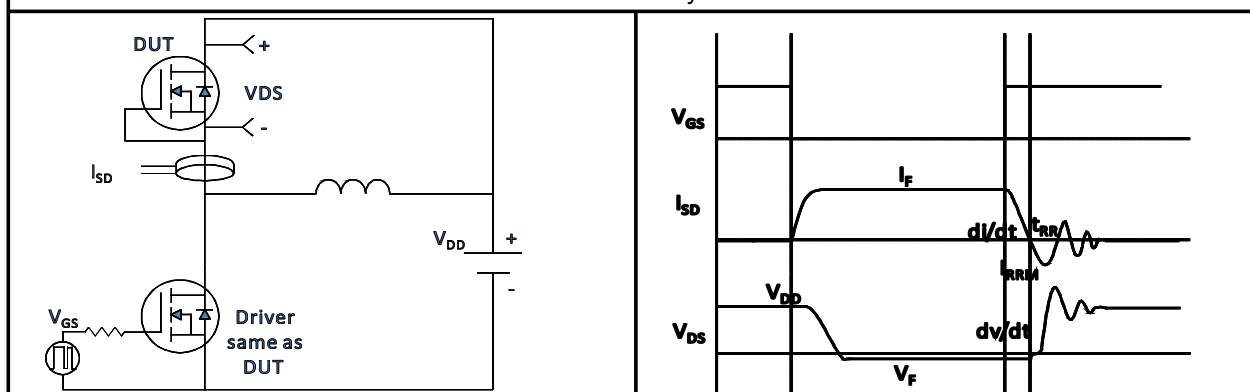 DUT
+
VDS
-
ISD
VDD
+
-
VGS
Driver
same as
DUT
VGS
IF
ISD
di/dt
tRR
IRRM
VDD
VDS
dv/dt
VF